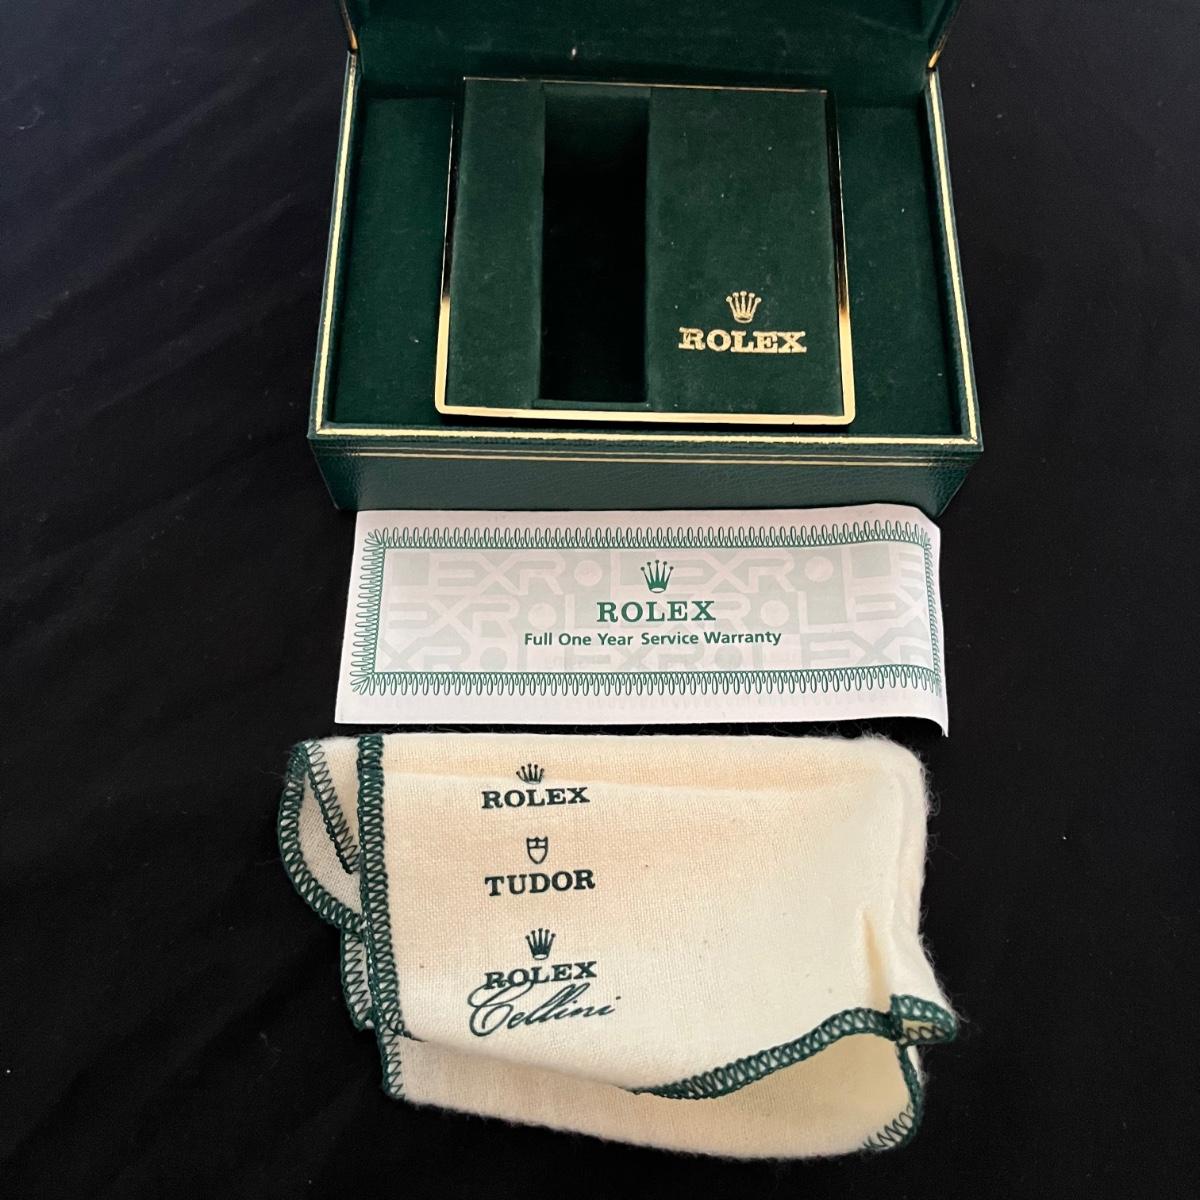 ROLEX
ROLEX
Full One Year Service Warranty
ROLEX
TUDOR
ROLEX
Cellini